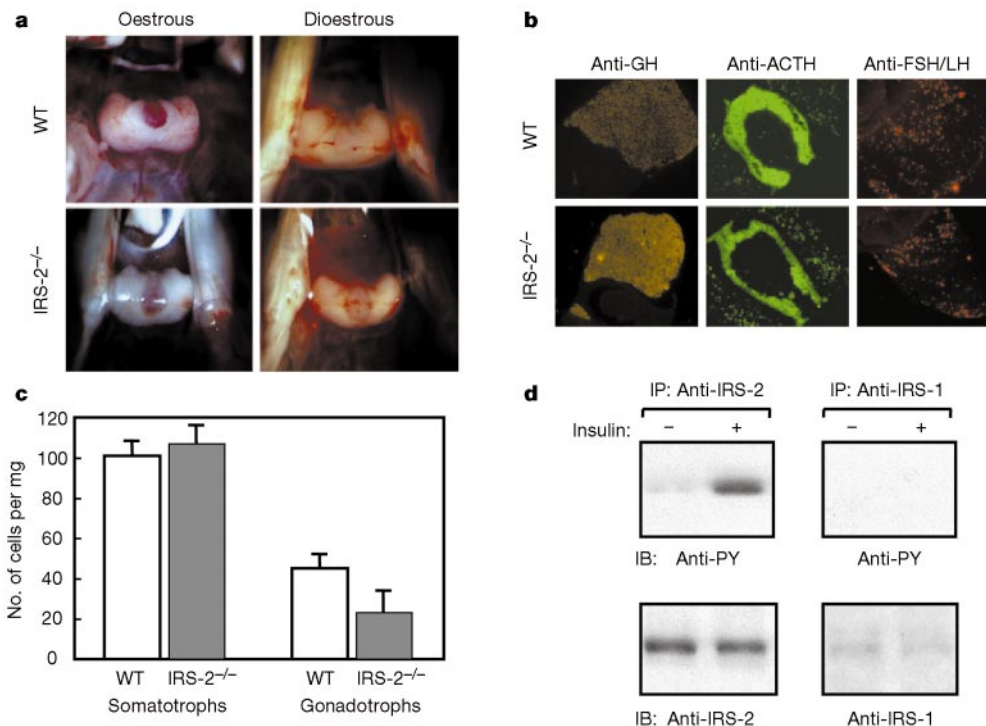 a
Oestrous Dioestrous
WT
IRS-2–/–
b
Anti-GH Anti-ACTH Anti-FSH/LH
WT
IRS-2–/–
c
No. of cells per mg
120
100
80
60
40
20
0
WT IRS-2–/– WT IRS-2–/–
Somatotrophs Gonadotrophs
d
IP: Anti-IRS-2 IP: Anti-IRS-1
Insulin: – + – +
IB: Anti-PY Anti-PY
IB: Anti-IRS-2 Anti-IRS-1